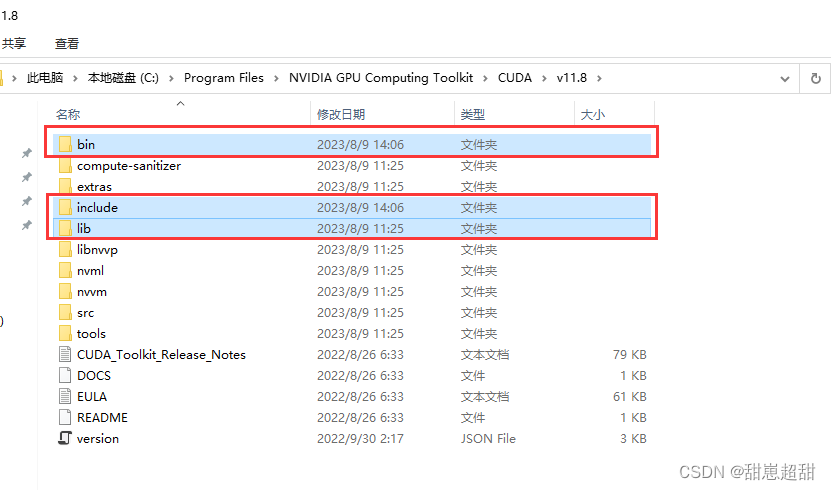 1.8
共享 查看
此电脑 > 本地磁盘 (C:) > Program Files > NVIDIA GPU Computing Toolkit > CUDA > v11.8 >
名称 修改日期 类型 大小
bin 2023/8/9 14:06 文件夹
compute-sanitizer 2023/8/9 11:25 文件夹
extras 2023/8/9 11:25 文件夹
include 2023/8/9 14:06 文件夹
lib 2023/8/9 11:25 文件夹
libnvvp 2023/8/9 11:25 文件夹
nvml 2023/8/9 11:25 文件夹
nvvm 2023/8/9 11:25 文件夹
src 2023/8/9 11:25 文件夹
)
tools 2023/8/9 11:25 文件夹
CUDA_Toolkit_Release_Notes 2022/8/26 6:33 文本文档 79 KB
DOCS 2022/8/26 6:33 文件 1 KB
EULA 2022/8/26 6:33 文本文档 61 KB
README 2022/8/26 6:33 文件 1 KB
version 2022/9/30 2:17 JSON File 3 KB
CSDN @甜崽超甜